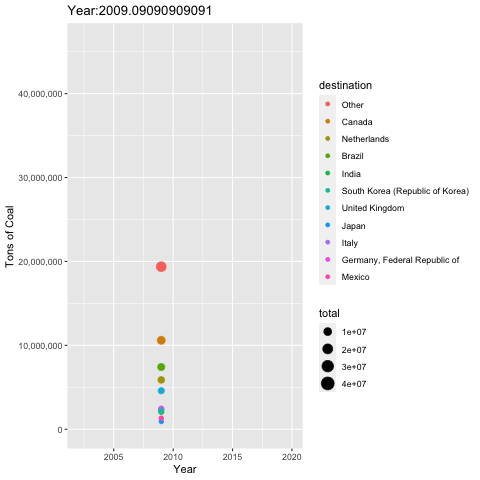 Year:2009.09090909091
Tons of Coal
40,000,000
30,000,000
20,000,000
10,000,000
0
2005
2010
2015
2020
Year
destination
Other
Canada
Netherlands
Brazil
India
South Korea (Republic of Korea)
United Kingdom
Japan
Italy
Germany, Federal Republic of
Mexico
total
1e+07
2e+07
3e+07
4e+07